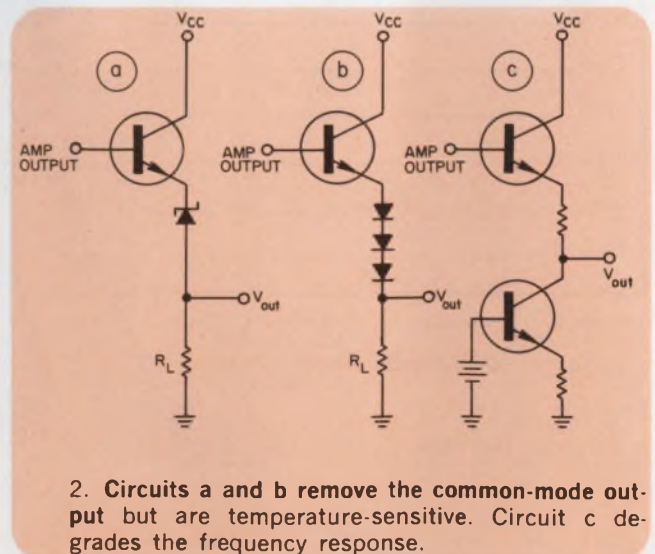 VCC
VCC
VCC
a
b
c
AMP OUTPUT
AMP OUTPUT
AMP OUTPUT
Vout
Vout
Vout
RL
RL
2. Circuits a and b remove the common-mode out-
put but are temperature-sensitive. Circuit c de-
grades the frequency response.